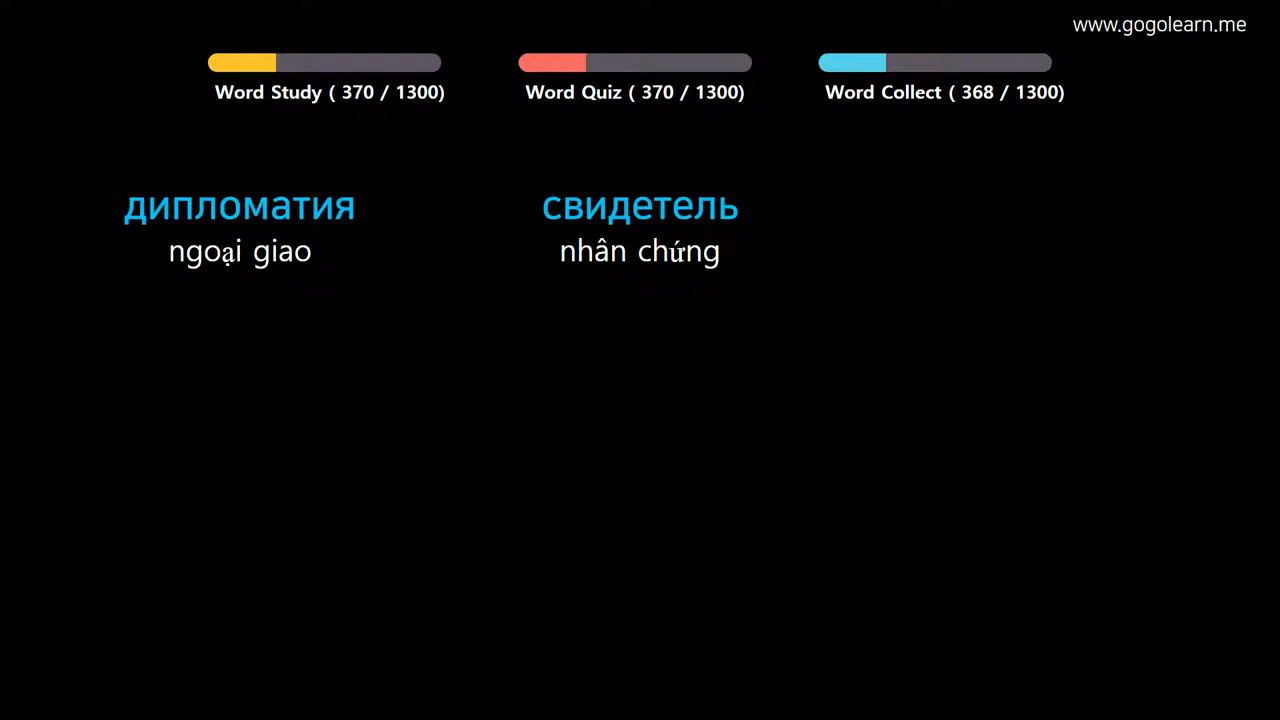 www.gogolearn.me
Word Study ( 370 / 1300)
Word Quiz ( 370 / 1300)
Word Collect ( 368 / 1300)
дипломатия
ngoại giao
свидетель
nhân chứng